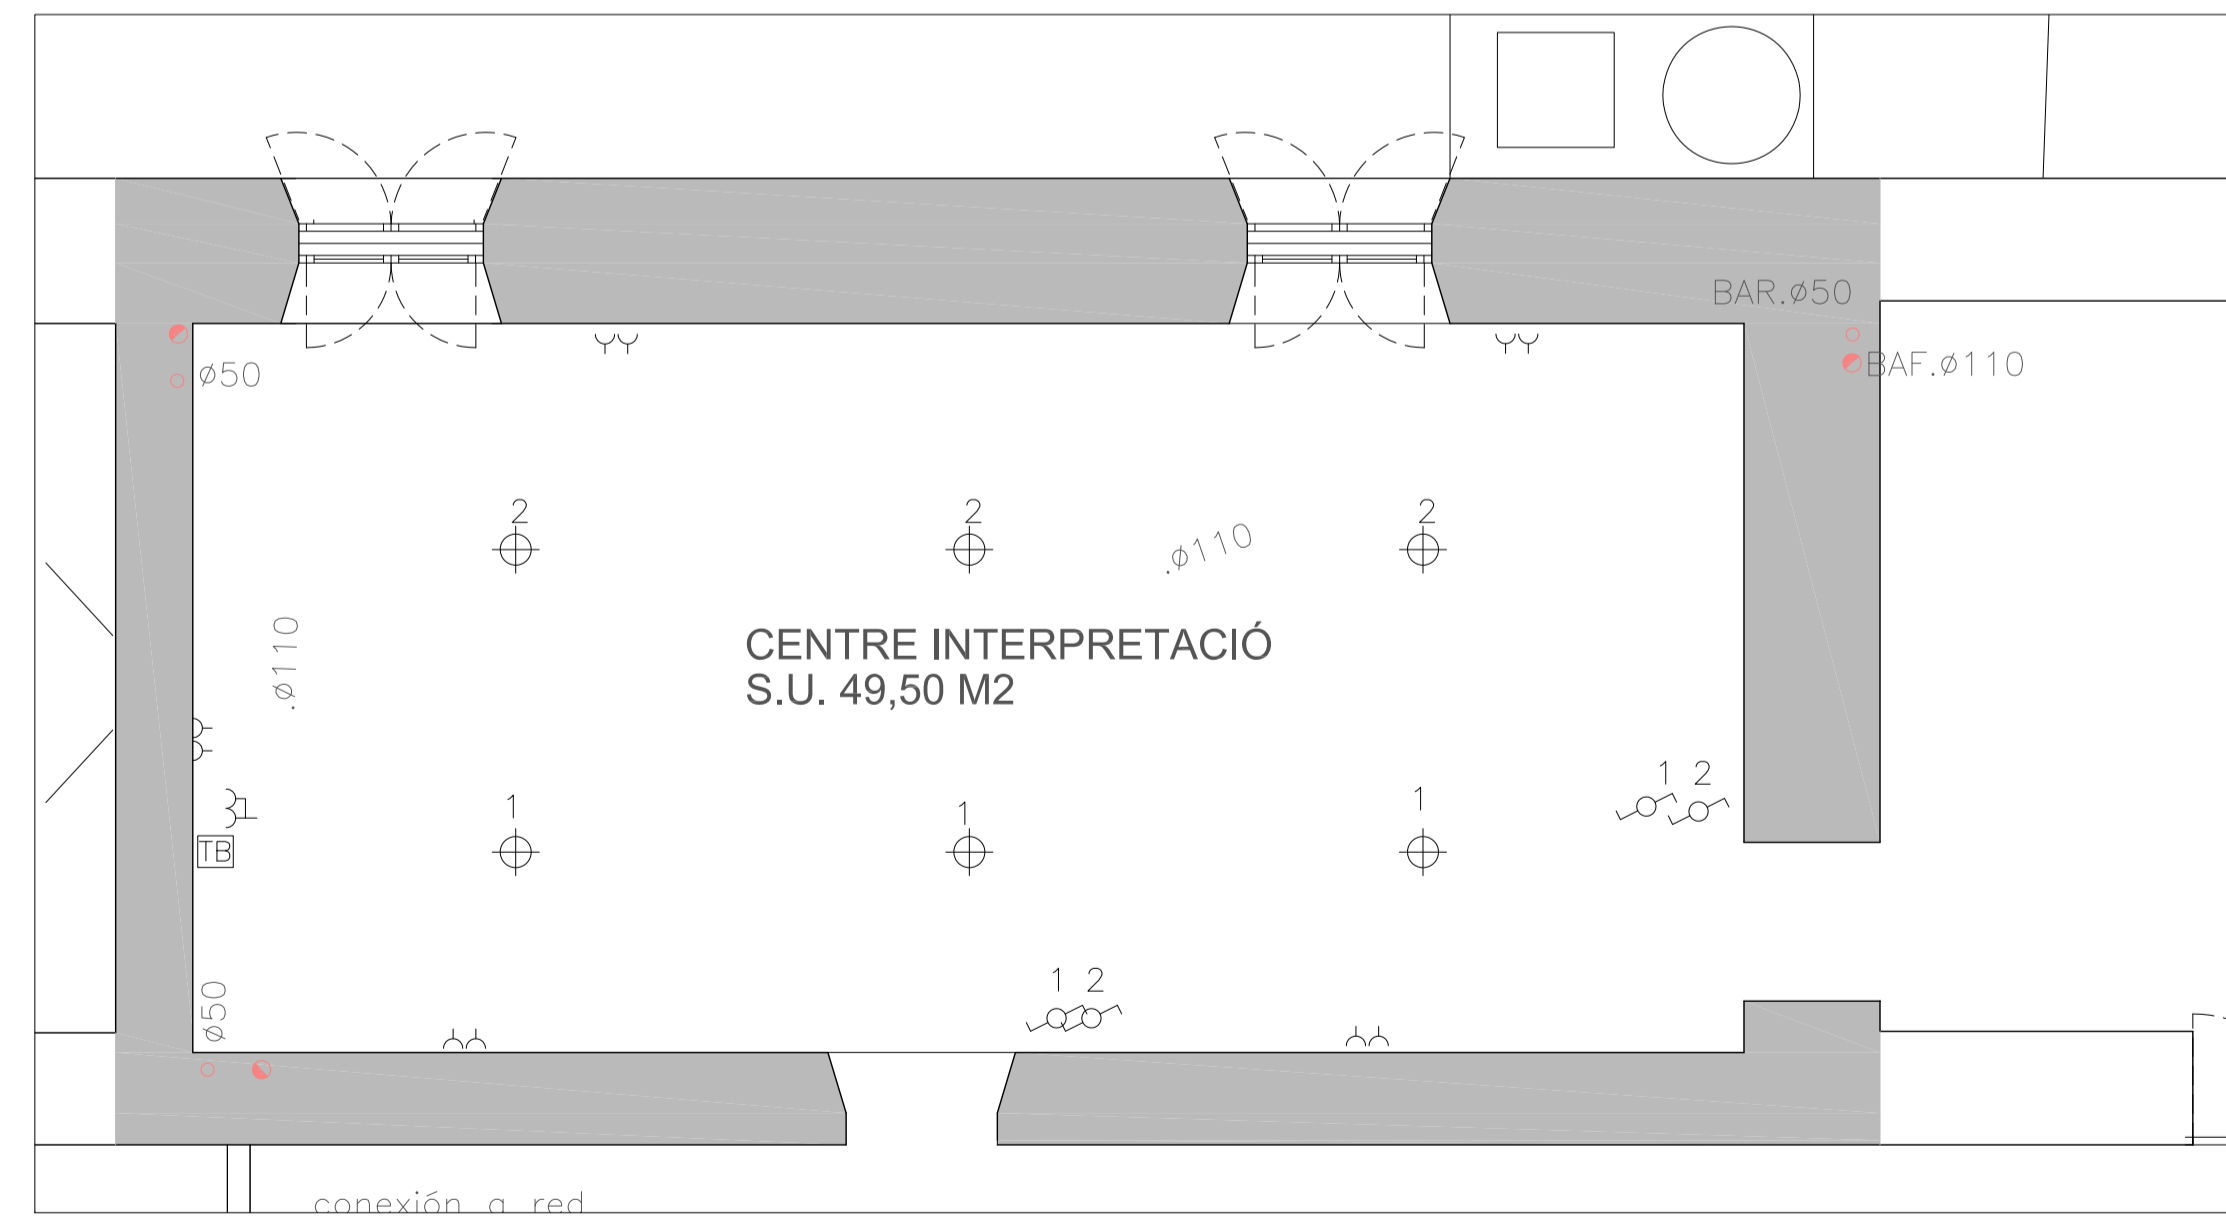 BAR.ø50
ø50
BAF.ø110
2
2
2
.ø110
.ø110
CENTRE INTERPRETACIÓ
S.U. 49,50 M2
1 2
1
1
1
TB
1 2
ø50
conexión a red